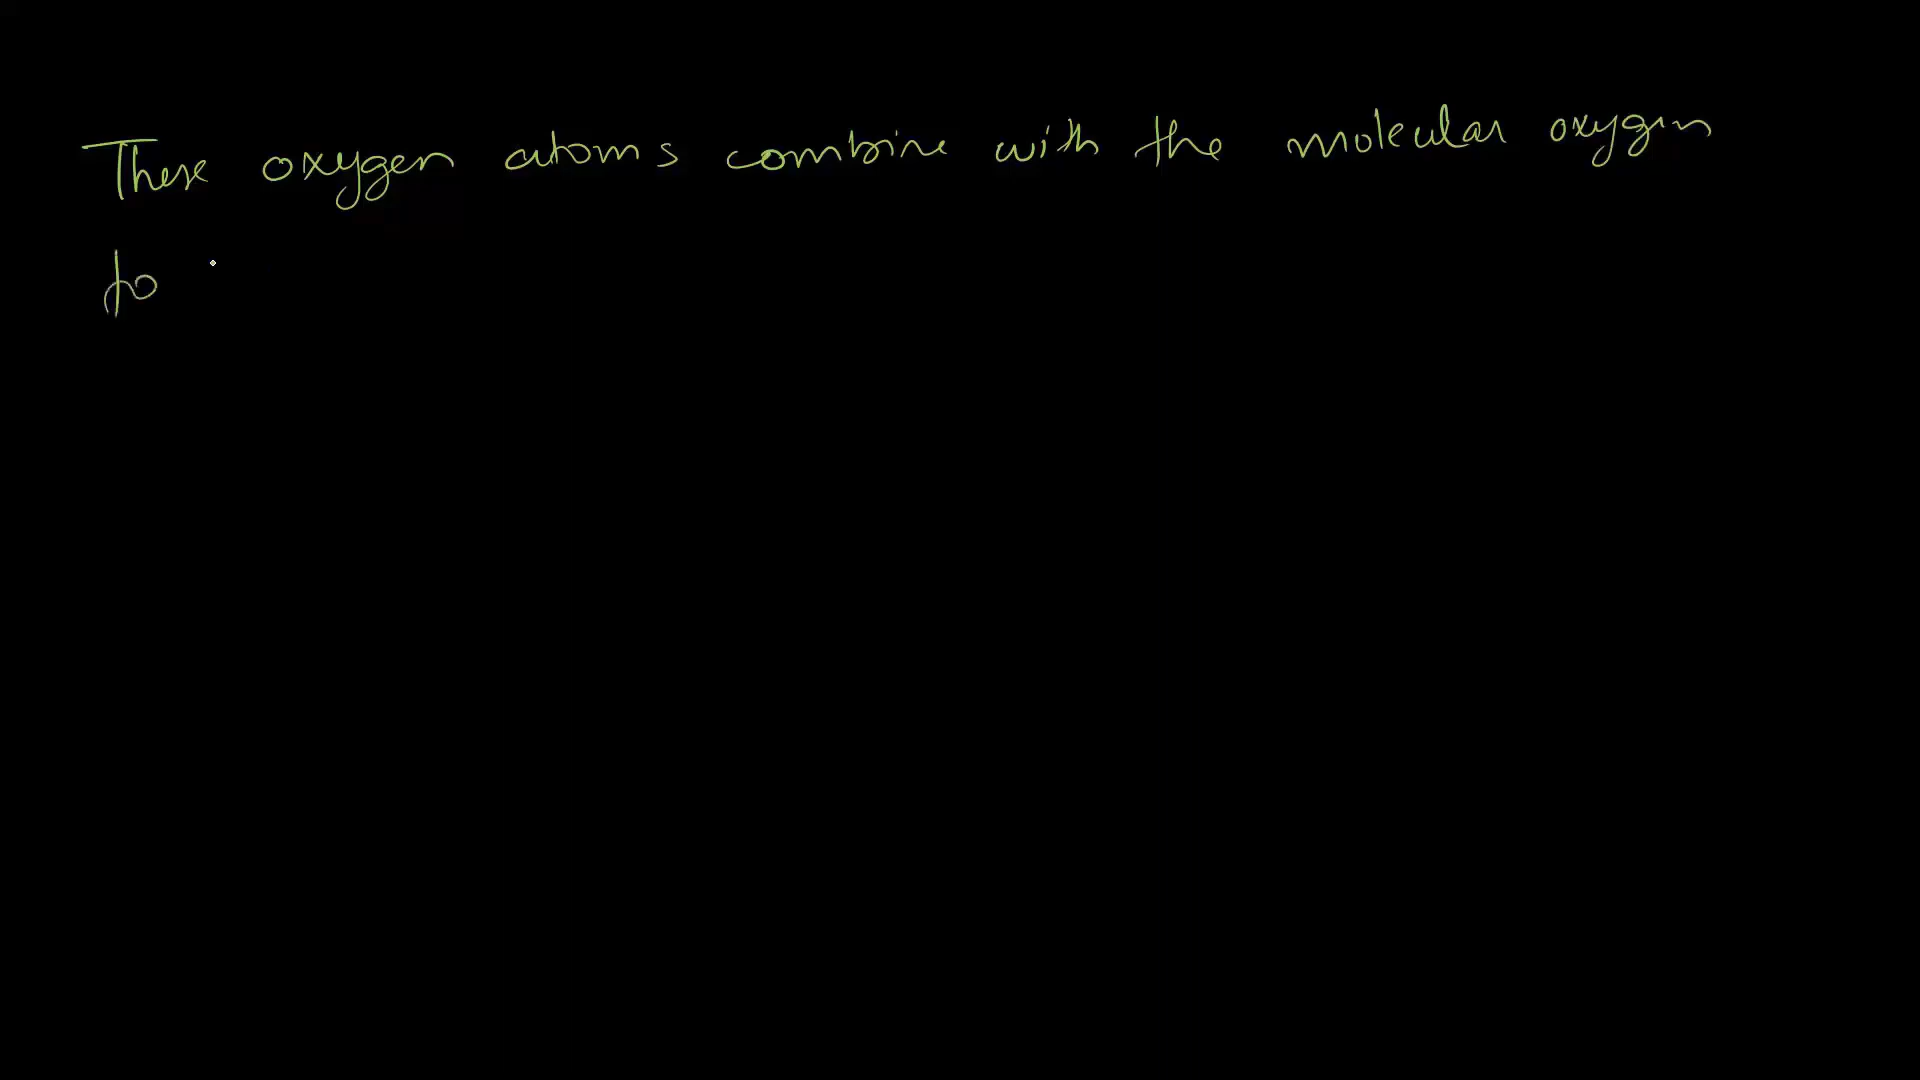 These oxygen atoms combine with the molecular oxygen
to